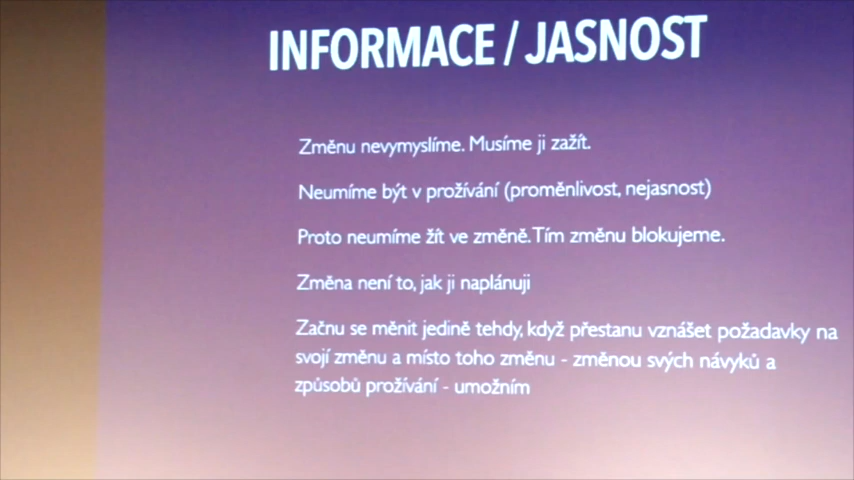 INFORMACE / JASNOST
Změnu nevymyslíme. Musíme ji zažít.
Neumíme být v prožívání (proměnlivost, nejasnost)
Proto neumíme žít ve změně. Tím změnu blokujeme.
Změna není to, jak ji naplánuji
Začnu se měnit jedině tehdy, když přestanu vznášet požadavky na
svojí změnu a místo toho změnu - změnou svých návyků a
způsobů prožívání - umožním